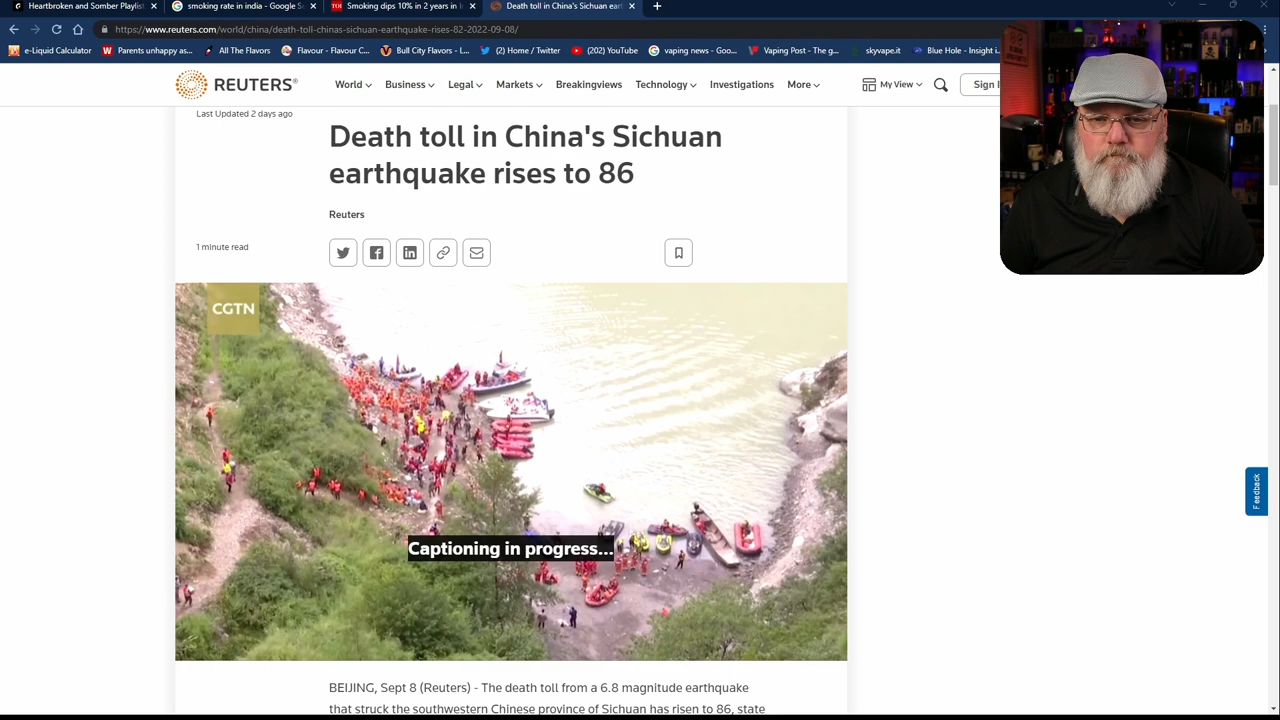 Heartbroken and Somber Playlist
smoking rate in india - Google S
Smoking dips 10% in 2 years in
Death toll in China's Sichuan ear
https://www.reuters.com/world/china/death-toll-chinas-sichuan-earthquake-rises-82-2022-09-08/
e-Liquid Calculator
Parents unhappy as...
All The Flavors
Flavour – Flavour C...
Bull City Flavors - B...
(2) Home / Twitter
(202) YouTube
vaping news - Goo...
Vaping Post - The g...
skyvape.it
Blue Hole - Insight i
REUTERS®
World
Business
Legal
Markets
Breakingviews
Technology
Investigations
More
My View
Sign I
Last Updated 2 days ago
Death toll in China's Sichuan
earthquake rises to 86
Reuters
1 minute read
CGTN
Captioning in progress...
Feedback
BEIJING, Sept 8 (Reuters) - The death toll from a 6.8 magnitude earthquake
that struck the southwestern Chinese province of Sichuan has risen to 86, state